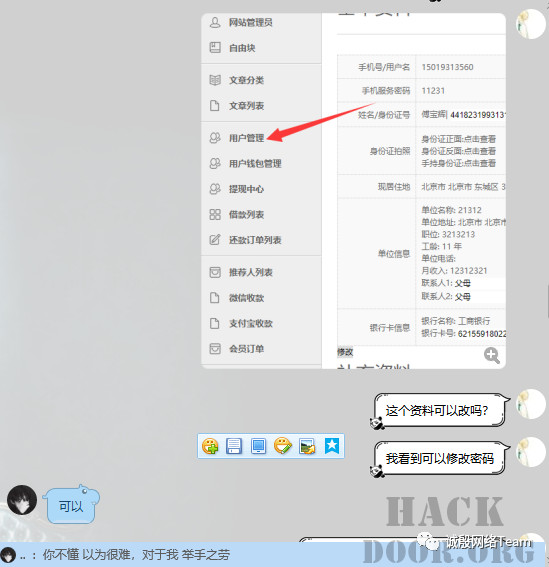 网站管理员
自由块
文章分类
文章列表
用户管理
用户钱包管理
提现中心
借款列表
还款订单列表
推荐人列表
微信收款
支付宝收款
会员订单
手机号/用户名 15019313560
手机服务密码 11231
姓名/身份证号 傅宝辉| 4418231993131
身份证拍照
身份证正面:点击查看
身份证反面:点击查看
手持身份证:点击查看
现居住地 北京市 北京市 东城区 3
单位信息
单位名称: 21312
单位地址: 北京市 北京市
职位: 3213213
工龄: 11 年
单位电话:
月收入: 12312321
联系人1: 父母
联系人2: 父母
银行卡信息
银行名称: 工商银行
银行卡号: 62155918022
修改
这个资料可以改吗?
我看到可以修改密码
可以
HACK
DOOR.ORG
诚殷网络Team
.. : 你不懂 以为很难，对于我 举手之劳